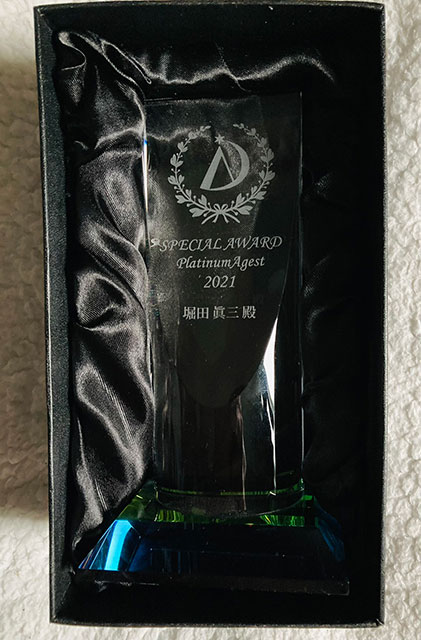 SPECIAL AWARD
PlatinumAgest
2021
堀田 眞三 殿